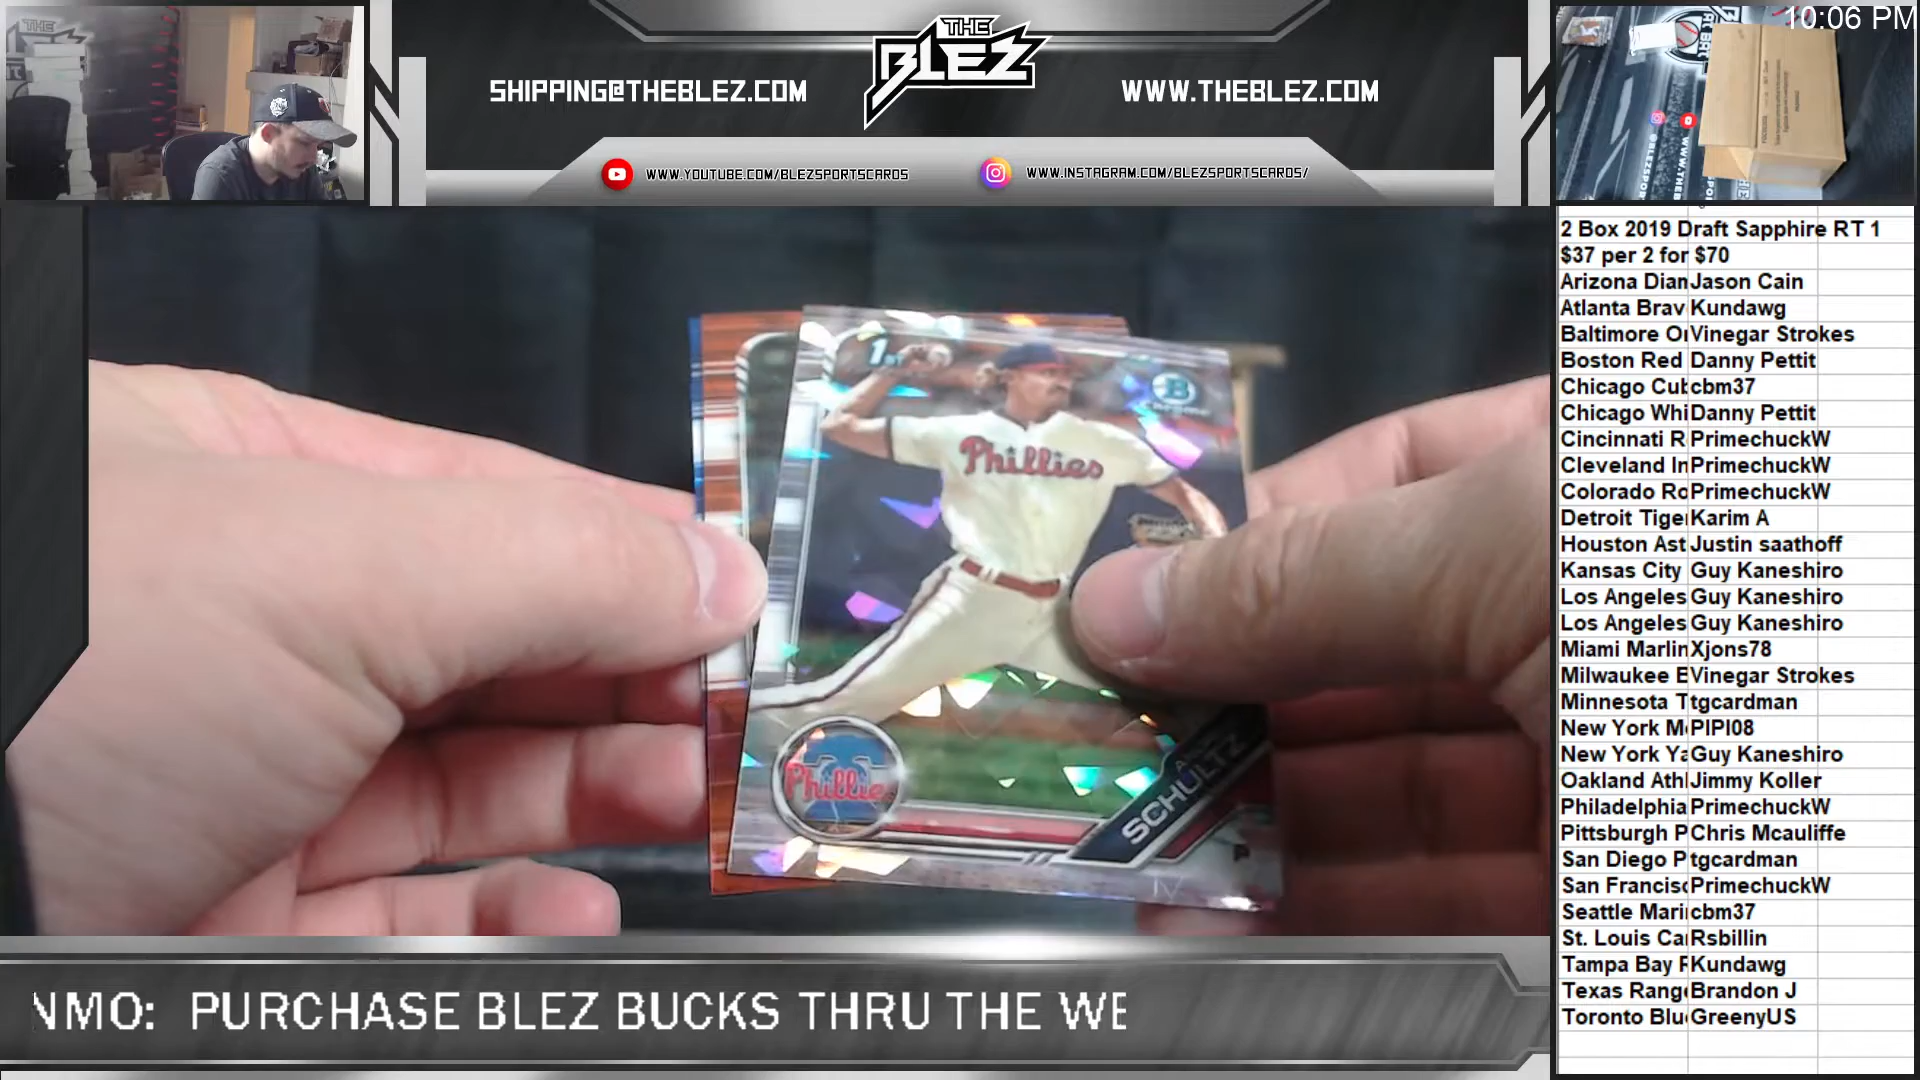 10:06 PM
THE
BLEZ
SHIPPING@THEBLEZ.COM
WWW.THEBLEZ.COM
WWW.YOUTUBE.COM/BLEZSPORTSCARDS
WWW.INSTAGRAM.COM/BLEZSPORTSCARDS/
2 Box 2019 Draft Sapphire RT 1
$37 per 2 for $70
Arizona Dian Jason Cain
Atlanta Brav Kundawg
Baltimore Or Vinegar Strokes
Boston Red Danny Pettit
Chicago Cub cbm37
Chicago Whi Danny Pettit
Cincinnati R PrimechuckW
Cleveland In PrimechuckW
Colorado Ro PrimechuckW
Detroit Tige Karim A
Houston Ast Justin saathoff
Kansas City Guy Kaneshiro
Los Angeles Guy Kaneshiro
Los Angeles Guy Kaneshiro
Miami Marlin Xjons78
Milwaukee B Vinegar Strokes
Minnesota T tgcardman
New York M PIPI08
New York Ya Guy Kaneshiro
Oakland Ath Jimmy Koller
Philadelphia PrimechuckW
Pittsburgh P Chris Mcauliffe
San Diego P tgcardman
San Francisc PrimechuckW
Seattle Mari cbm37
St. Louis Ca Rsbillin
Tampa Bay Kundawg
Texas Rang Brandon J
Toronto Blu GreenyUS
1ST
B
Chrome
Phillies
Phillies
SCHULTZ
NMO: PURCHASE BLEZ BUCKS THRU THE WE